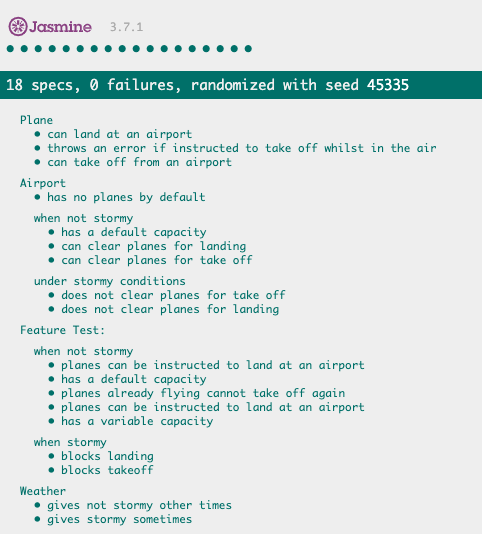 Jasmine 3.7.1
18 specs, 0 failures, randomized with seed 45335
Plane
• can land at an airport
• throws an error if instructed to take off whilst in the air
• can take off from an airport
Airport
• has no planes by default
when not stormy
• has a default capacity
• can clear planes for landing
• can clear planes for take off
under stormy conditions
• does not clear planes for take off
• does not clear planes for landing
Feature Test:
when not stormy
• planes can be instructed to land at an airport
• has a default capacity
• planes already flying cannot take off again
• planes can be instructed to land at an airport
• has a variable capacity
when stormy
• blocks landing
• blocks takeoff
Weather
• gives not stormy other times
• gives stormy sometimes